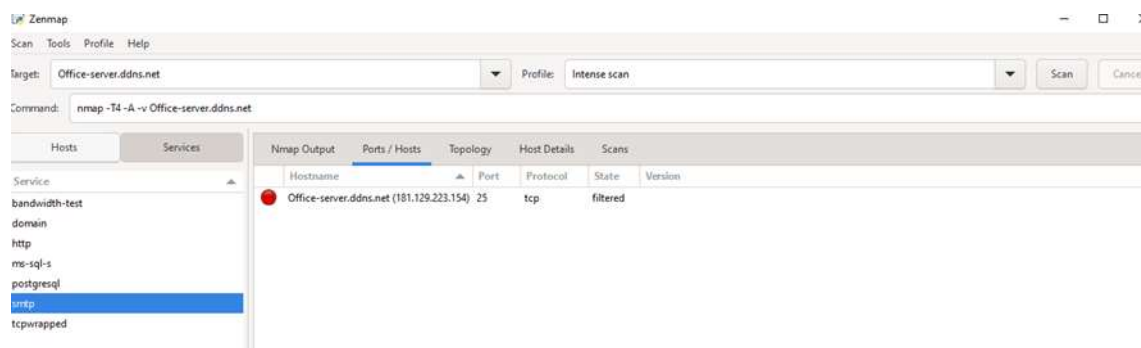 Zenmap
Scan Tools Profile Help
Target: Office-server.ddns.net Profile: Intense scan Scan Cance
Command: nmap -T4 -A -v Office-server.ddns.net
Hosts Services Nmap Output Ports / Hosts Topology Host Details Scans
Service Hostname Port Protocol State Version
bandwidth-test Office-server.ddns.net (181.129.223.154) 25 tcp filtered
domain
http
ms-sql-s
postgresql
smtp
tcpwrapped